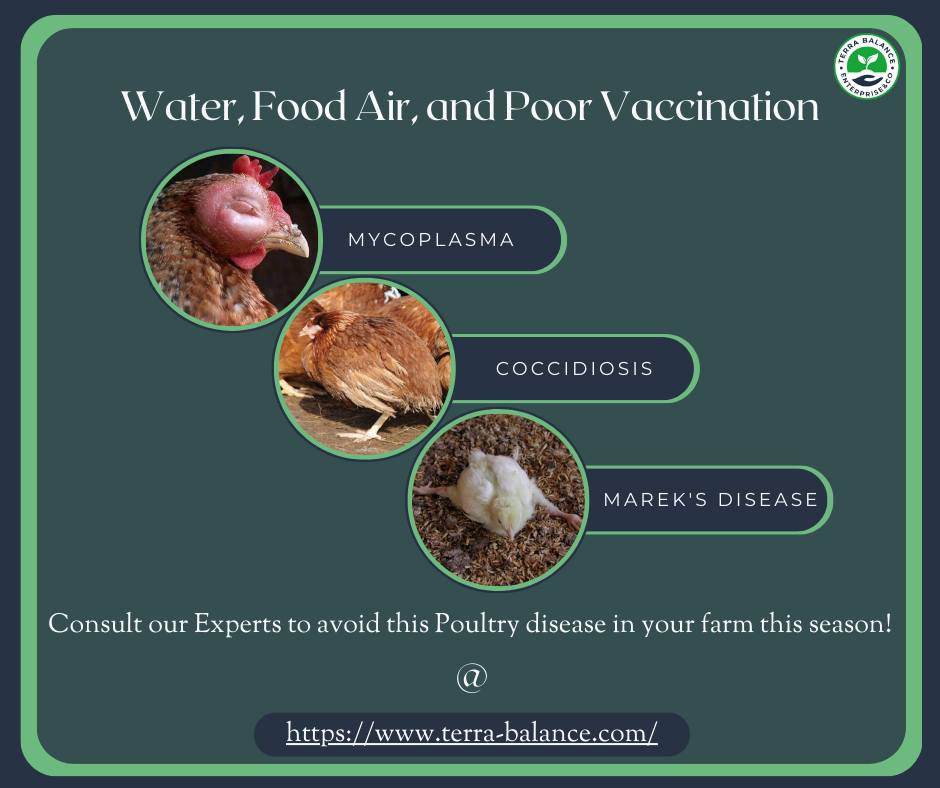 TERRA BALANCE
ENTERPRISE&CO
Water, Food Air, and Poor Vaccination
MYCOPLASMA
COCCIDIOSIS
MAREK'S DISEASE
Consult our Experts to avoid this Poultry disease in your farm this season!
@
https://www.terra-balance.com/